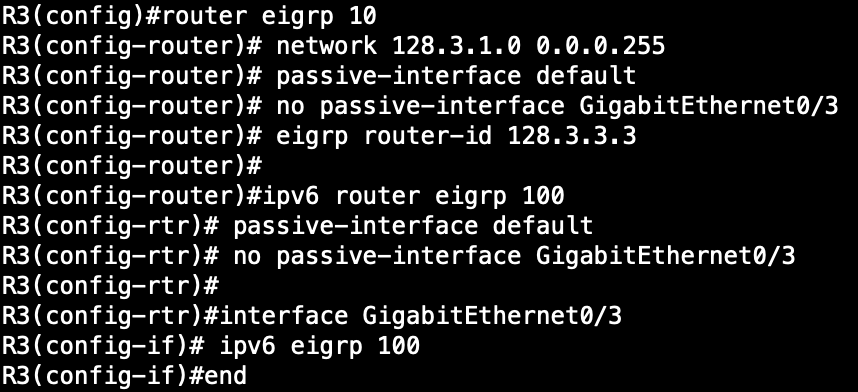 R3(config)#router eigrp 10
R3(config-router)# network 128.3.1.0 0.0.0.255
R3(config-router)# passive-interface default
R3(config-router)# no passive-interface GigabitEthernet0/3
R3(config-router)# eigrp router-id 128.3.3.3
R3(config-router)#
R3(config-router)#ipv6 router eigrp 100
R3(config-rtr)# passive-interface default
R3(config-rtr)# no passive-interface GigabitEthernet0/3
R3(config-rtr)#
R3(config-rtr)#interface GigabitEthernet0/3
R3(config-if)# ipv6 eigrp 100
R3(config-if)#end